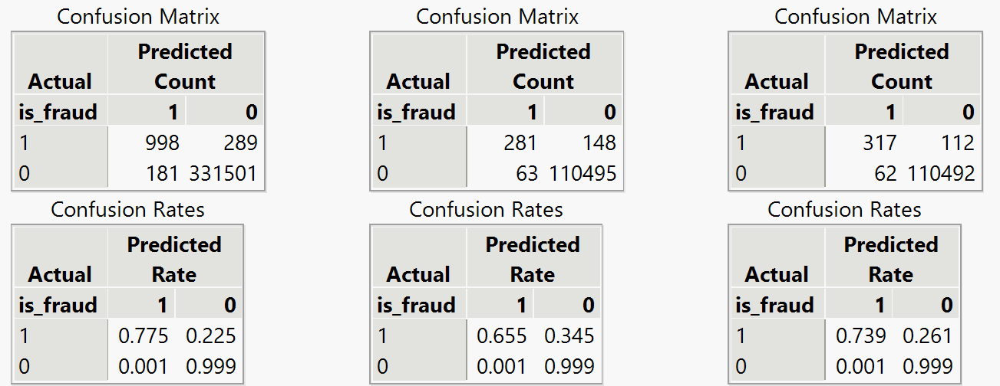 Confusion Matrix Confusion Matrix Confusion Matrix
Predicted Predicted Predicted
Actual Count Actual Count Actual Count
is_fraud 1 0 is_fraud 1 0 is_fraud 1 0
1 998 289 1 281 148 1 317 112
0 181 331501 0 63 110495 0 62 110492
Confusion Rates Confusion Rates Confusion Rates
Predicted Predicted Predicted
Actual Rate Actual Rate Actual Rate
is_fraud 1 0 is_fraud 1 0 is_fraud 1 0
1 0.775 0.225 1 0.655 0.345 1 0.739 0.261
0 0.001 0.999 0 0.001 0.999 0 0.001 0.999